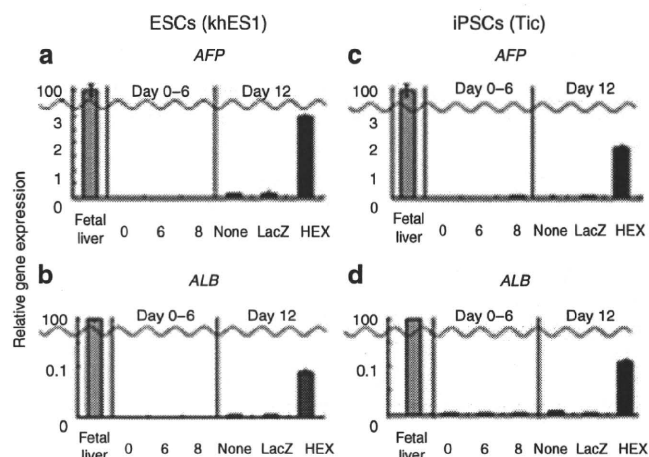 ESCs (khES1)
iPSCs (Tic)
a
AFP
100
3
2
1
0
Day 0–6
Day 12
Fetal
liver
0 6 8 None LacZ HEX
c
AFP
100
3
2
1
0
Day 0–6
Day 12
Fetal
liver
0 6 8 None LacZ HEX
Relative gene expression
b
ALB
100
0.1
0
Day 0–6
Day 12
Fetal
liver
0 6 8 None LacZ HEX
d
ALB
100
0.1
0
Day 0–6
Day 12
Fetal
liver
0 6 8 None LacZ HEX